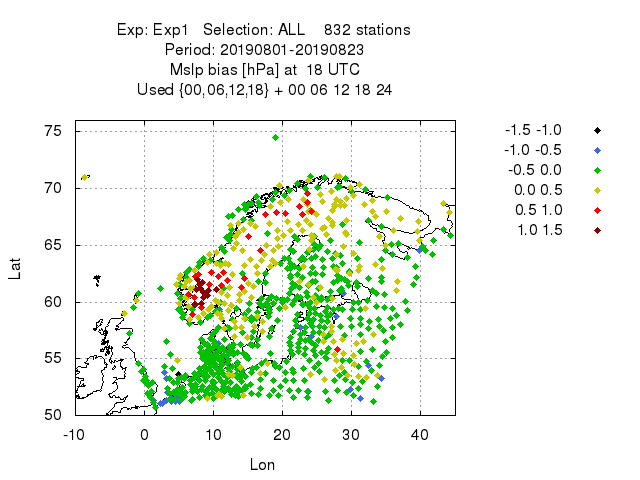 Exp: Exp1 Selection: ALL 832 stations
Period: 20190801-20190823
Mslp bias [hPa] at 18 UTC
Used {00,06,12,18} + 00 06 12 18 24
-1.5 -1.0
-1.0 -0.5
-0.5 0.0
0.0 0.5
0.5 1.0
1.0 1.5
Lat
75
70
65
60
55
50
-10 0 10 20 30 40
Lon